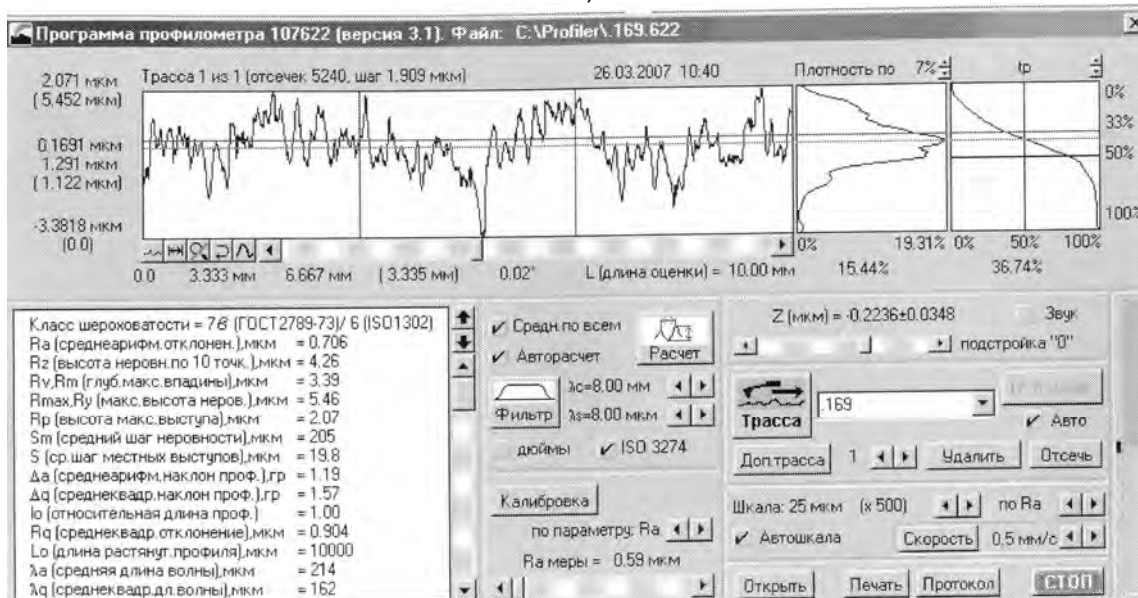 Программа профилометра 107622 (версия 3.1). Файл: C:\Profiler\.169.622
2.071 мкм
(5.452 мкм)
0.1691 мкм
1.291 мкм
(1.122 мкм)
-3.3818 мкм
(0.0)
Трасса 1 из 1 (отсечек 5240, шаг 1.909 мкм)
26.03.2007 10:40
Плотность по 7%
tp
0%
33%
50%
100%
0.0 3.333 мм 6.667 мм (3.335 мм) 0.02° L (длина оценки) = 10.00 мм
0% 19.31%
15.44%
0% 50% 100%
36.74%
Класс шероховатости = 7в (ГОСТ2789-73)/ 6 (ISO1302)
Ra (среднеарифм.отклонен.),мкм = 0.706
Rz (высота неровн.по 10 точк.),мкм = 4.26
Rv,Rm (глуб.макс.впадины),мкм = 3.39
Rmax,Ry (макс.высота неров.),мкм = 5.46
Rp (высота макс.выступа),мкм = 2.07
Sm (средний шаг неровности),мкм = 205
S (ср.шаг местных выступов),мкм = 19.8
Δa (среднеарифм.наклон проф.),гр = 1.19
Δq (среднеквадр.наклон проф.),гр = 1.57
lo (относительная длина проф.) = 1.00
Rq (среднеквадр.отклонение),мкм = 0.904
Lo (длина растянут.профиля),мкм = 10000
λa (средняя длина волны),мкм = 214
λq (среднеквадр.дл.волны),мкм = 162
Средн.по всем
Авторасчет
Расчет
Фильтр
λc=8.00 мм
λs=8.00 мкм
дюймы
ISO 3274
Калибровка
по параметру: Ra
Ra меры = 0.59 мкм
Z (мкм) = -0.2236±0.0348
Звук
подстройка "0"
Трасса
.169
Авто
Доп.трасса
1
Удалить
Отсечь
Шкала: 25 мкм (x 500)
по Ra
Автошкала
Скорость
0.5 мм/с
Открыть
Печать
Протокол
СТОП